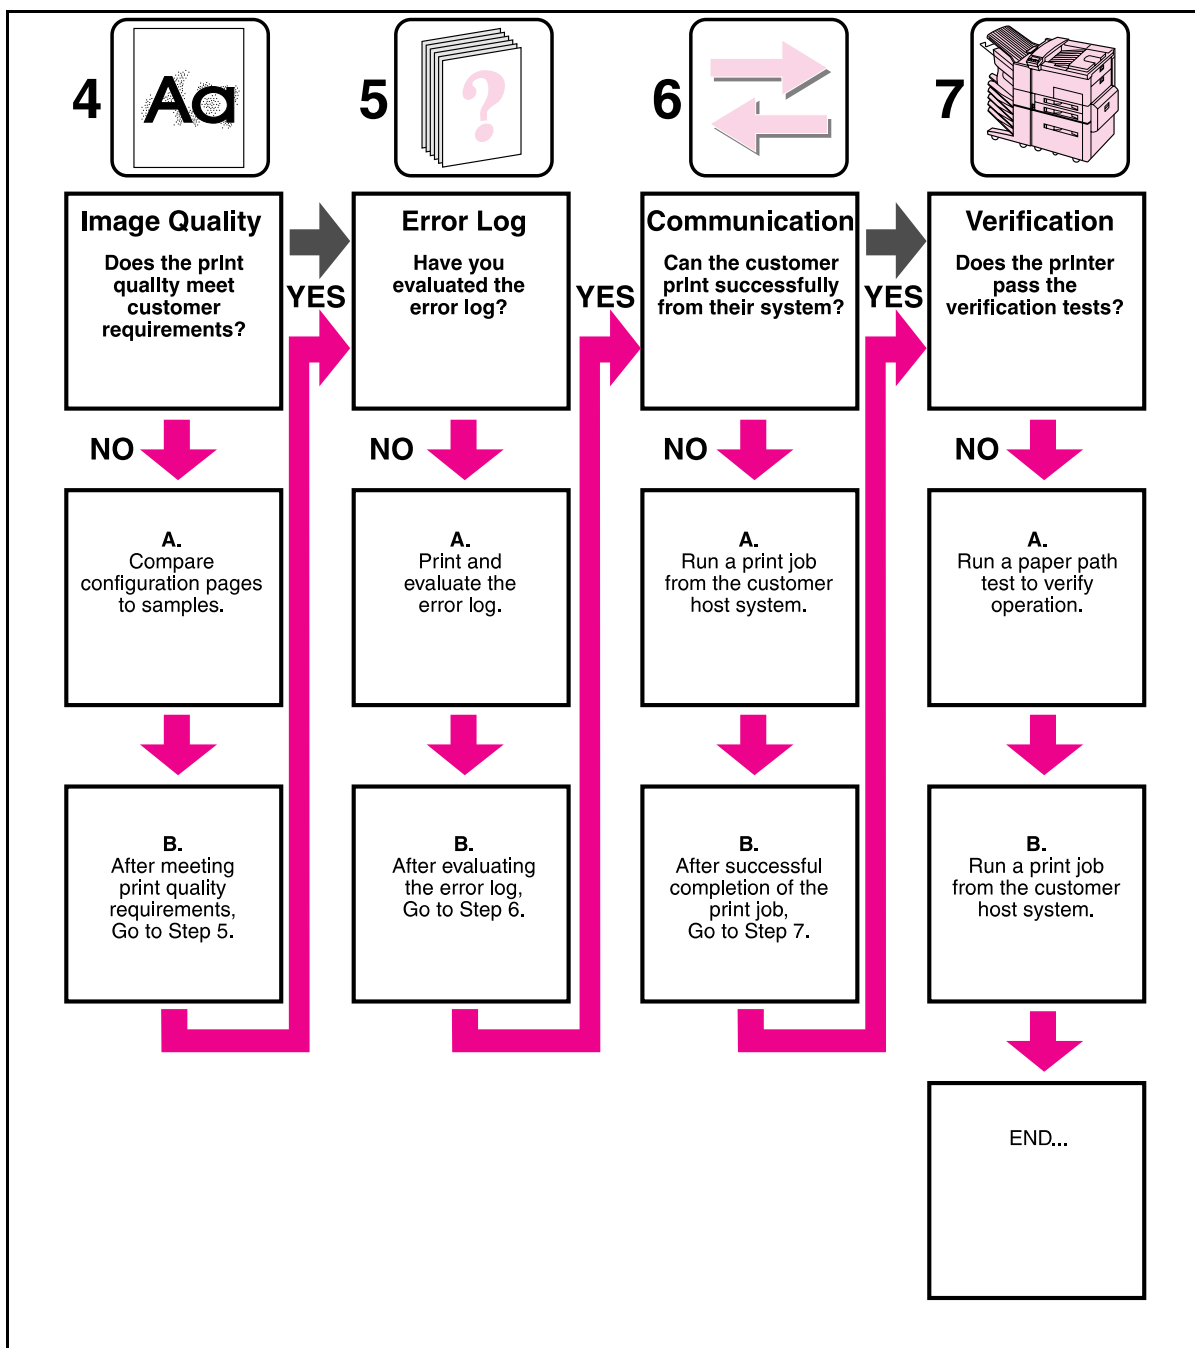 4
Aa
Image Quality
Does the print
quality meet
customer
requirements?
YES
NO
A.
Compare
configuration pages
to samples.
B.
After meeting
print quality
requirements,
Go to Step 5.
5
?
Error Log
Have you
evaluated the
error log?
YES
NO
A.
Print and
evaluate the
error log.
B.
After evaluating
the error log,
Go to Step 6.
6
Communication
Can the customer
print successfully
from their system?
YES
NO
A.
Run a print job
from the customer
host system.
B.
After successful
completion of the
print job,
Go to Step 7.
7
Verification
Does the printer
pass the
verification tests?
NO
A.
Run a paper path
test to verify
operation.
B.
Run a print job
from the customer
host system.
END...